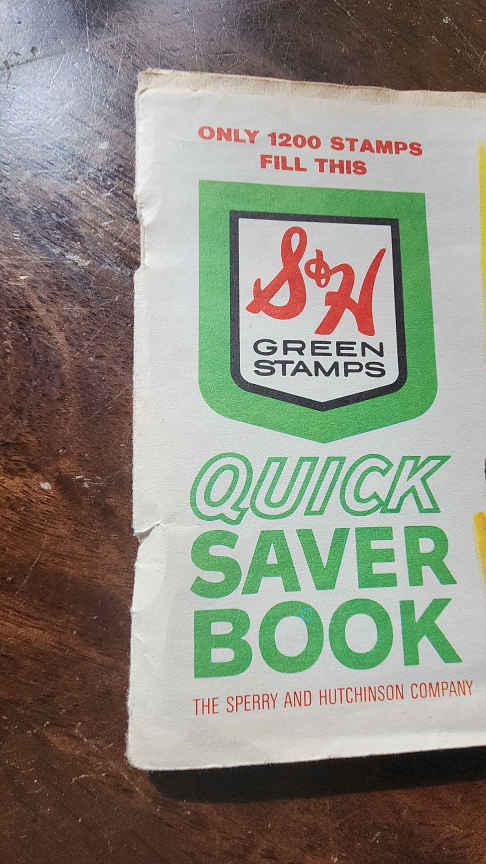 ONLY 1200 STAMPS
FILL THIS
S&H
GREEN
STAMPS
QUICK
SAVER
BOOK
THE SPERRY AND HUTCHINSON COMPANY